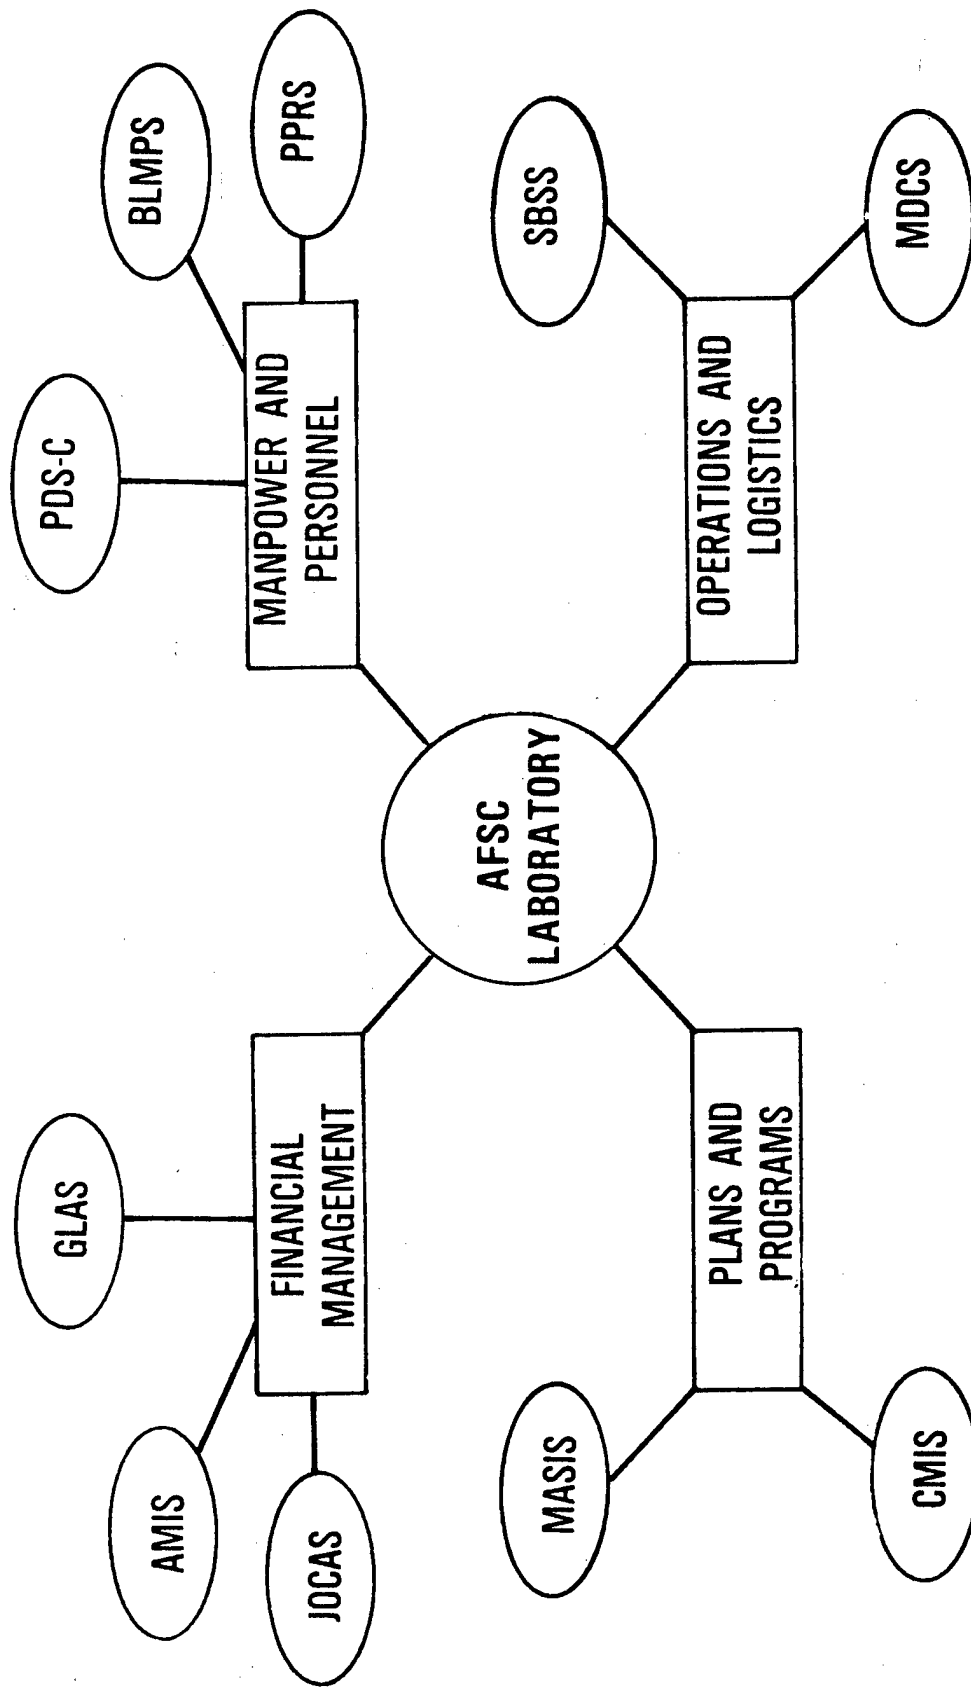 GLAS
AMIS
JOCAS
FINANCIAL
MANAGEMENT
PDS-C
BLMPS
PPRS
MANPOWER AND
PERSONNEL
AFSC
LABORATORY
MASIS
CMIS
PLANS AND
PROGRAMS
SBSS
MDCS
OPERATIONS AND
LOGISTICS